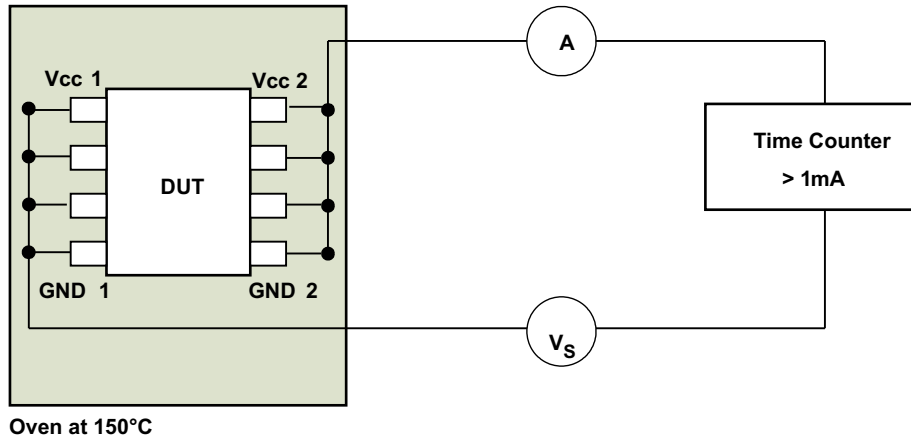 A
Vcc 1
Vcc 2
DUT
Time Counter
> 1mA
GND 1
GND 2
VS
Oven at 150°C